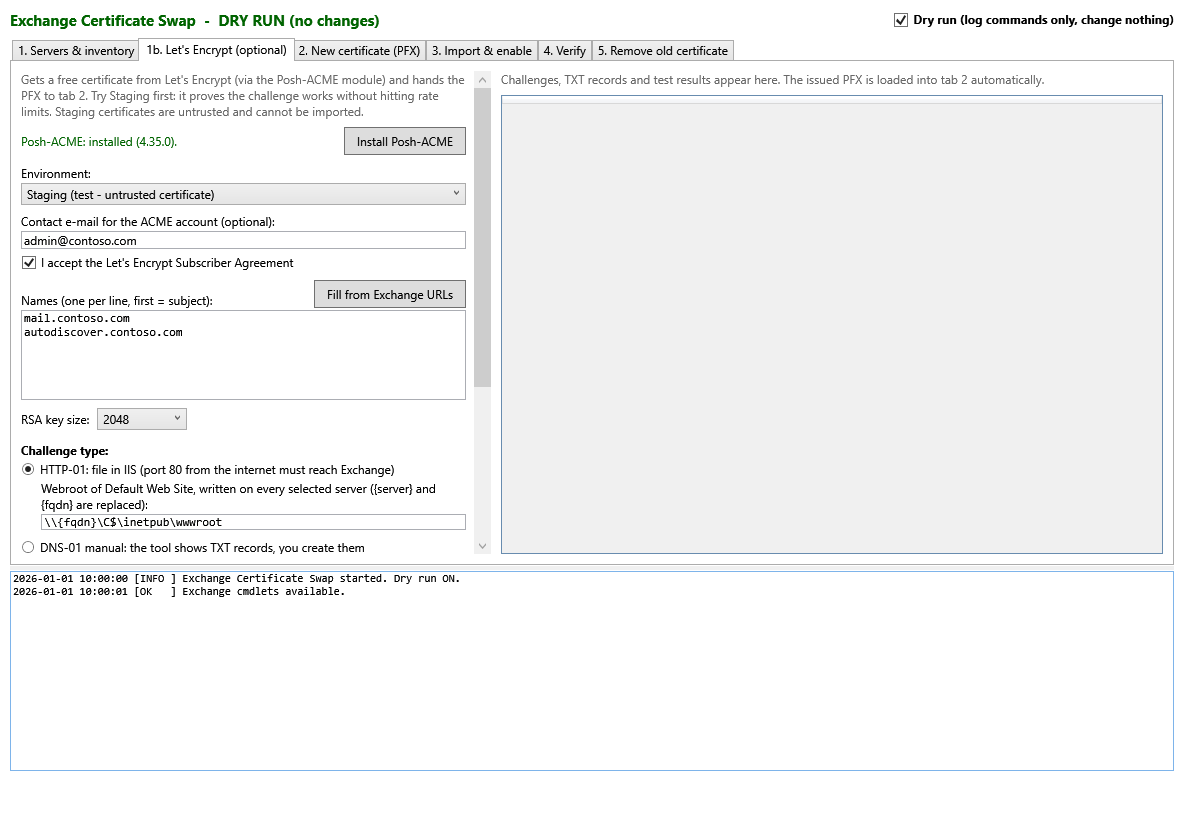 Exchange Certificate Swap - DRY RUN (no changes)
Dry run (log commands only, change nothing)
1. Servers & inventory
1b. Let's Encrypt (optional)
2. New certificate (PFX)
3. Import & enable
4. Verify
5. Remove old certificate
Gets a free certificate from Let's Encrypt (via the Posh-ACME module) and hands the
PFX to tab 2. Try Staging first: it proves the challenge works without hitting rate
limits. Staging certificates are untrusted and cannot be imported.
Posh-ACME: installed (4.35.0).
Install Posh-ACME
Environment:
Staging (test - untrusted certificate)
Contact e-mail for the ACME account (optional):
admin@contoso.com
I accept the Let's Encrypt Subscriber Agreement
Names (one per line, first = subject):
Fill from Exchange URLs
mail.contoso.com
autodiscover.contoso.com
RSA key size:
2048
Challenge type:
HTTP-01: file in IIS (port 80 from the internet must reach Exchange)
Webroot of Default Web Site, written on every selected server ({server} and
{fqdn} are replaced):
\\{fqdn}\C$\inetpub\wwwroot
DNS-01 manual: the tool shows TXT records, you create them
Challenges, TXT records and test results appear here. The issued PFX is loaded into tab 2 automatically.
2026-01-01 10:00:00 [INFO ] Exchange Certificate Swap started. Dry run ON.
2026-01-01 10:00:01 [OK   ] Exchange cmdlets available.